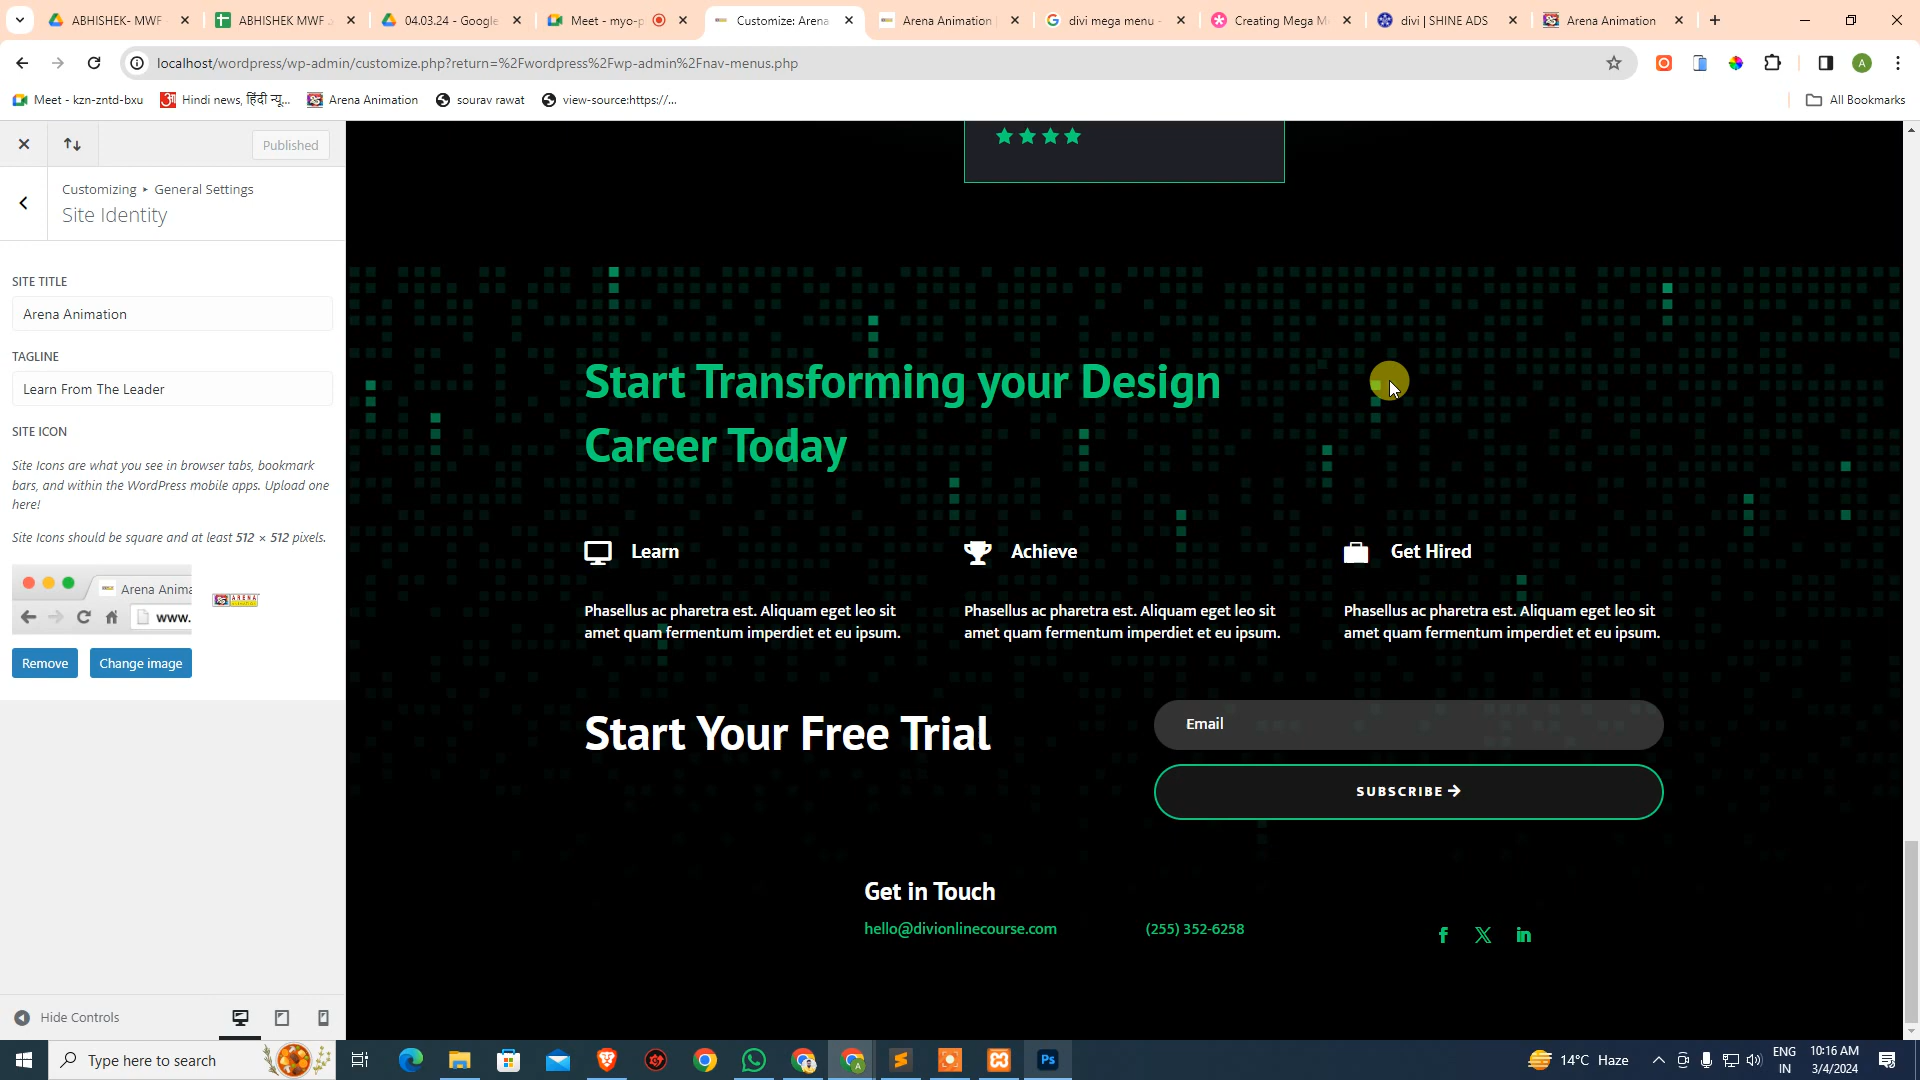 ABHISHEK- MWF
ABHISHEK MWF
04.03.24 - Google
Meet - myo-p
Customize: Arena
Arena Animation
divi mega menu -
Creating Mega M
divi | SHINE ADS
Arena Animation
localhost/wordpress/wp-admin/customize.php?return=%2Fwordpress%2Fwp-admin%2Fnav-menus.php
A
Meet - kzn-zntd-bxu
Hindi news, हिंदी न्यू...
Arena Animation
sourav rawat
view-source:https://...
All Bookmarks
Published
Customizing ▸ General Settings
Site Identity
SITE TITLE
Arena Animation
TAGLINE
Learn From The Leader
SITE ICON
Site Icons are what you see in browser tabs, bookmark
bars, and within the WordPress mobile apps. Upload one
here!
Site Icons should be square and at least 512 × 512 pixels.
Arena Anima
www.
ARENA
Remove
Change image
Hide Controls
Start Transforming your Design
Career Today
Learn
Achieve
Get Hired
Phasellus ac pharetra est. Aliquam eget leo sit
amet quam fermentum imperdiet et eu ipsum.
Phasellus ac pharetra est. Aliquam eget leo sit
amet quam fermentum imperdiet et eu ipsum.
Phasellus ac pharetra est. Aliquam eget leo sit
amet quam fermentum imperdiet et eu ipsum.
Start Your Free Trial
Email
SUBSCRIBE
Get in Touch
hello@divionlinecourse.com
(255) 352-6258
Type here to search
Ps
14°C Haze
ENG
IN
10:16 AM
3/4/2024